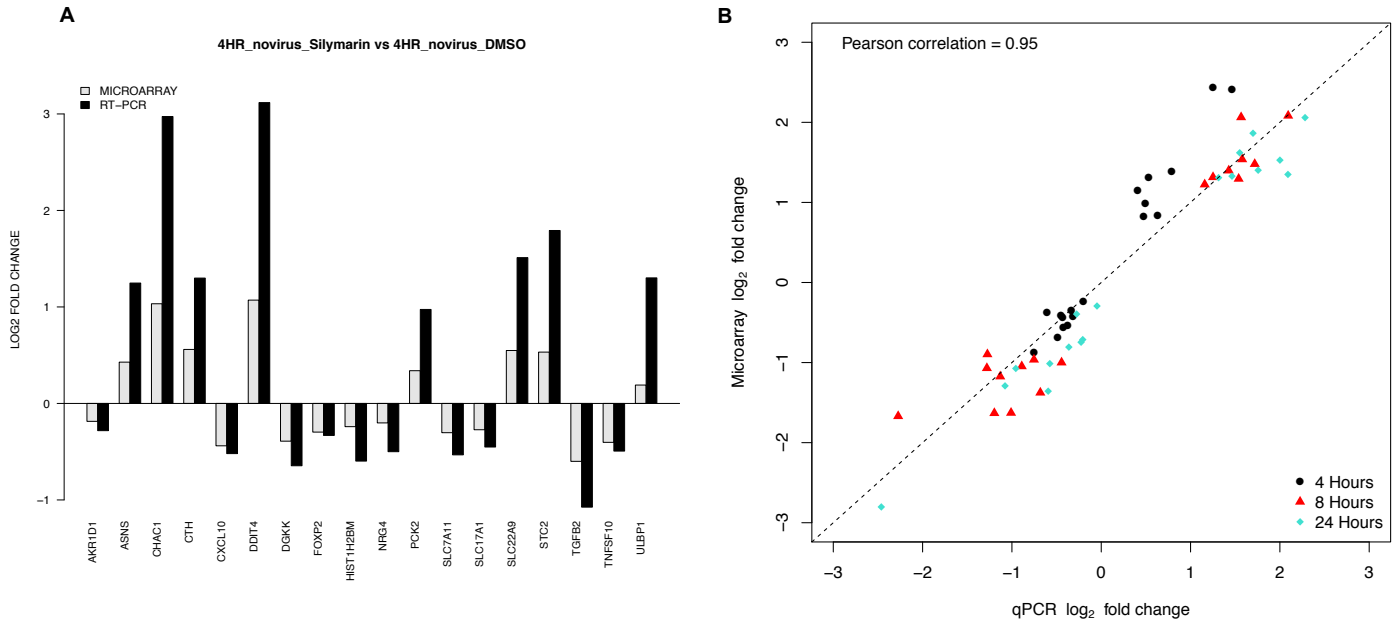 A
4HR_novirus_Silymarin vs 4HR_novirus_DMSO
MICROARRAY
RT−PCR
LOG2 FOLD CHANGE
3
2
1
0
−1
AKR1D1
ASNS
CHAC1
CTH
CXCL10
DDIT4
DGKK
FOXP2
HIST1H2BM
NRG4
PCK2
SLC7A11
SLC17A1
SLC22A9
STC2
TGFB2
TNFSF10
ULBP1
B
Pearson correlation = 0.95
Microarray log2 fold change
3
2
1
0
−1
−2
−3
4 Hours
8 Hours
24 Hours
−3 −2 −1 0 1 2 3
qPCR log2 fold change